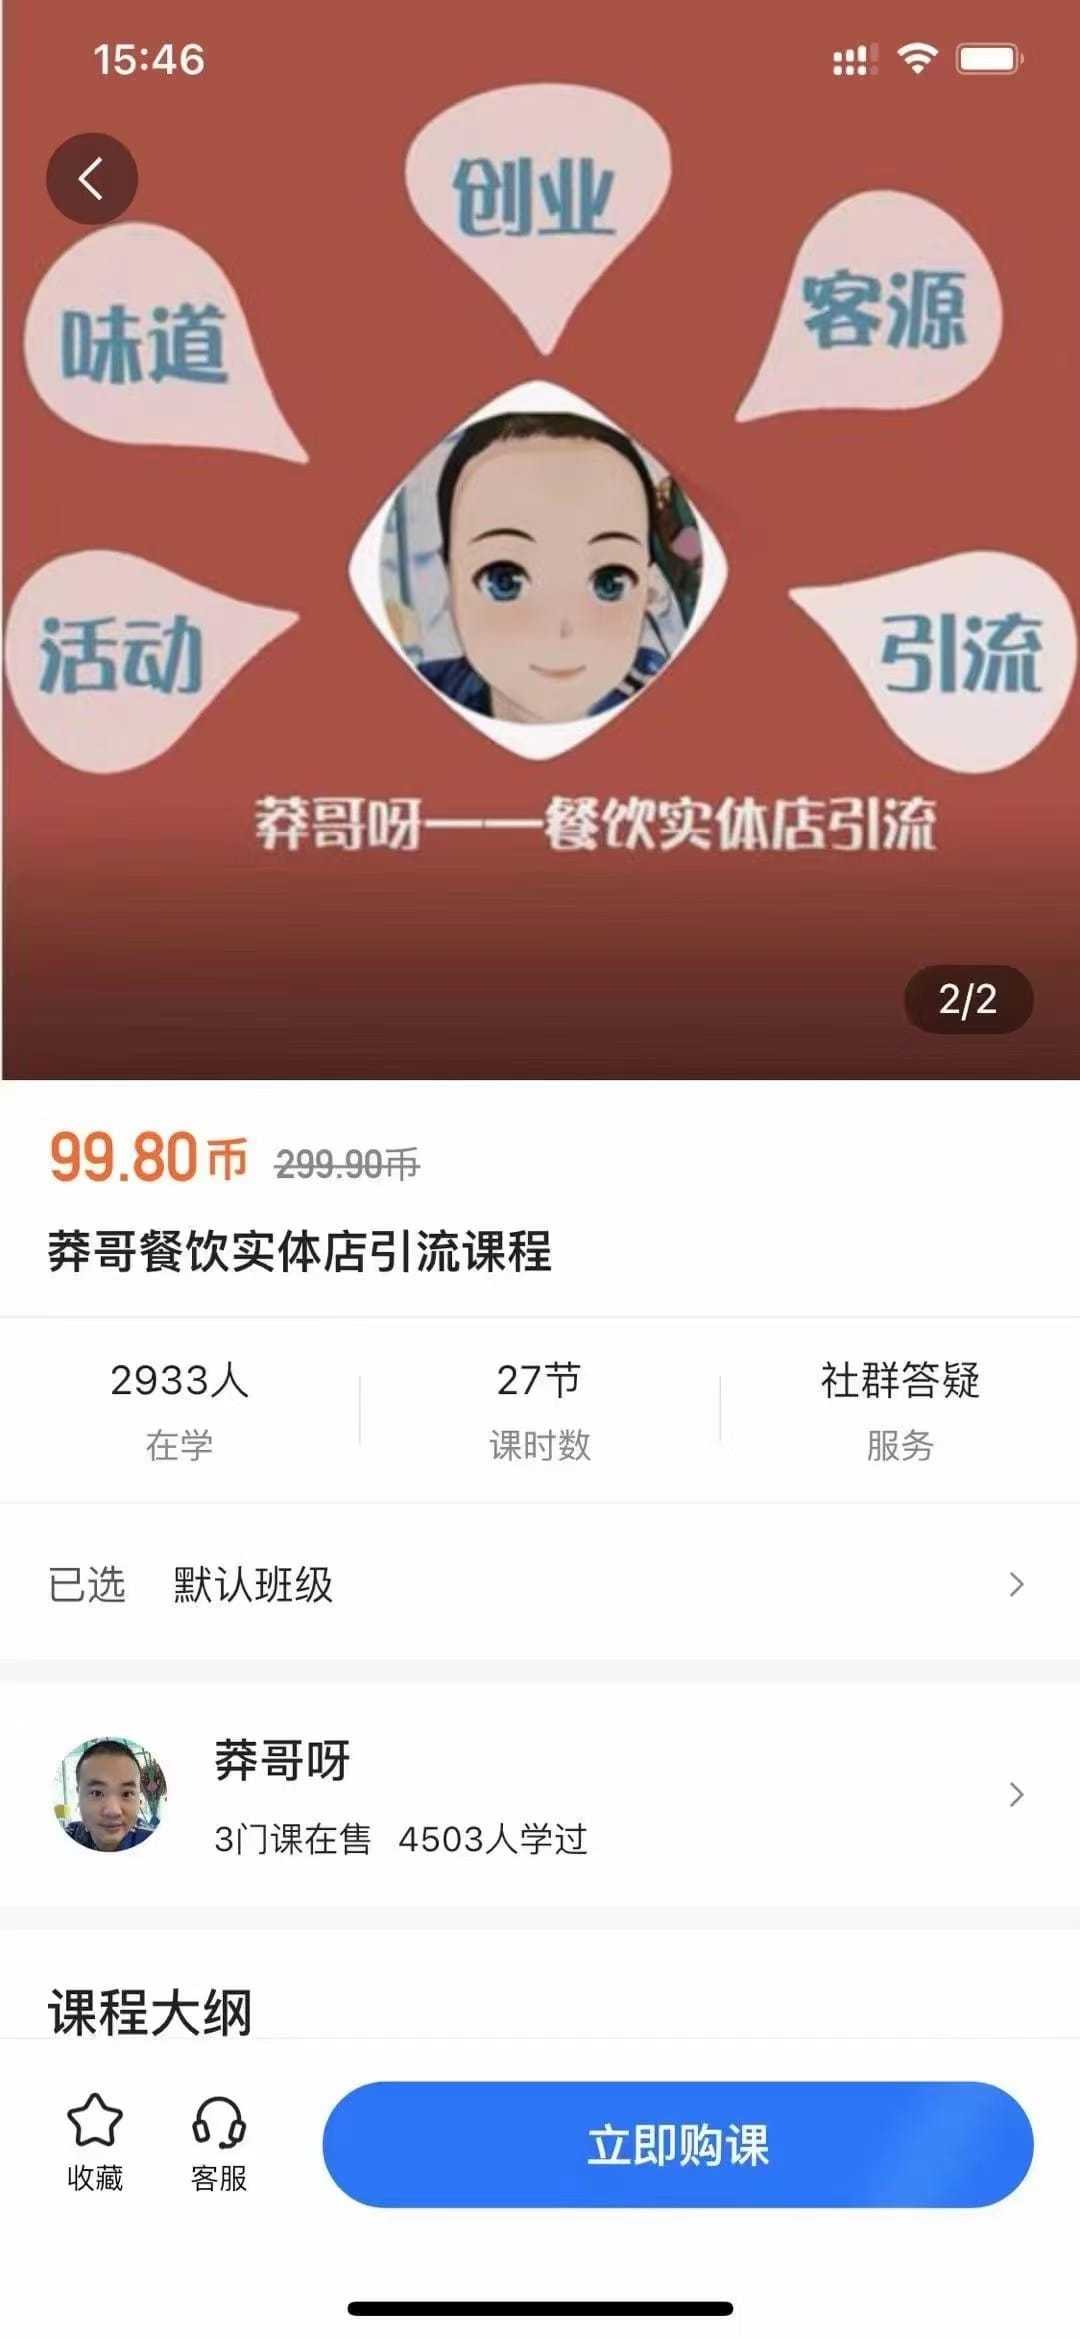 15:46
创业
客源
味道
活动
引流
莽哥呀——餐饮实体店引流
2/2
99.80币 299.90币
莽哥餐饮实体店引流课程
2933人 27节 社群答疑
在学 课时数 服务
已选 默认班级
莽哥呀
3门课在售 4503人学过
课程大纲
立即购课
收藏 客服